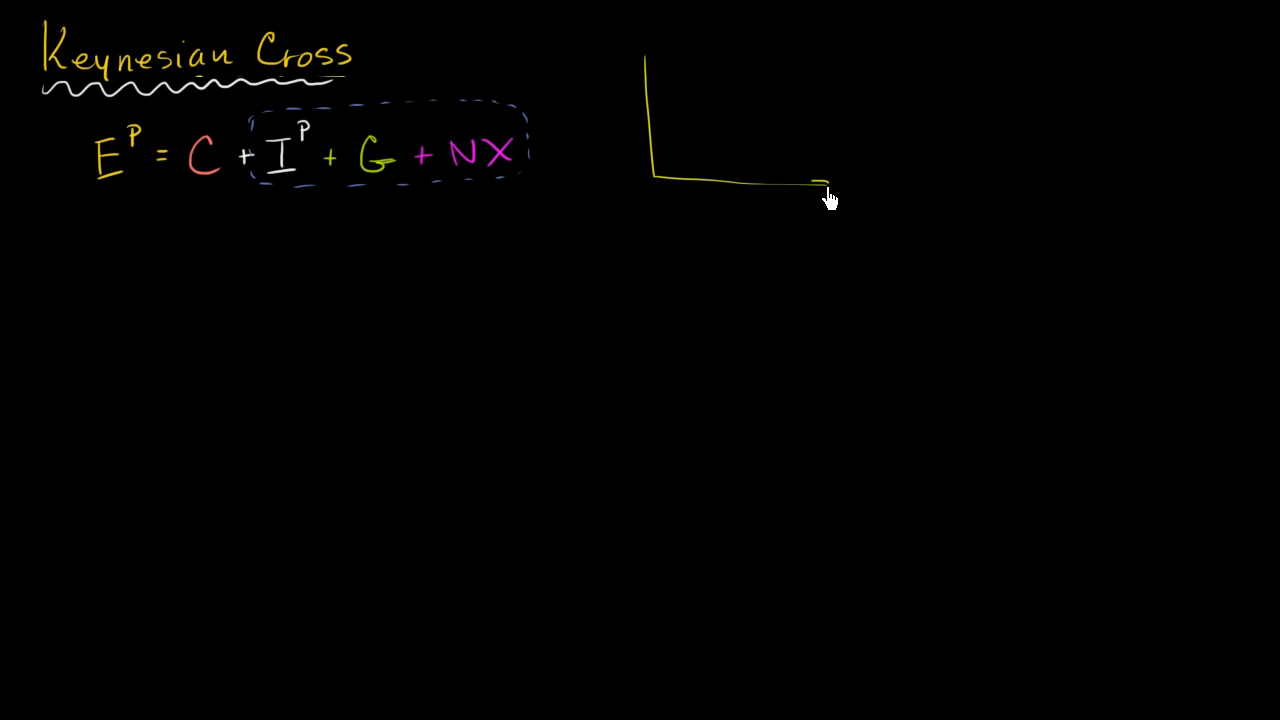 Keynesian Cross
E^P = C + I^P + G + NX